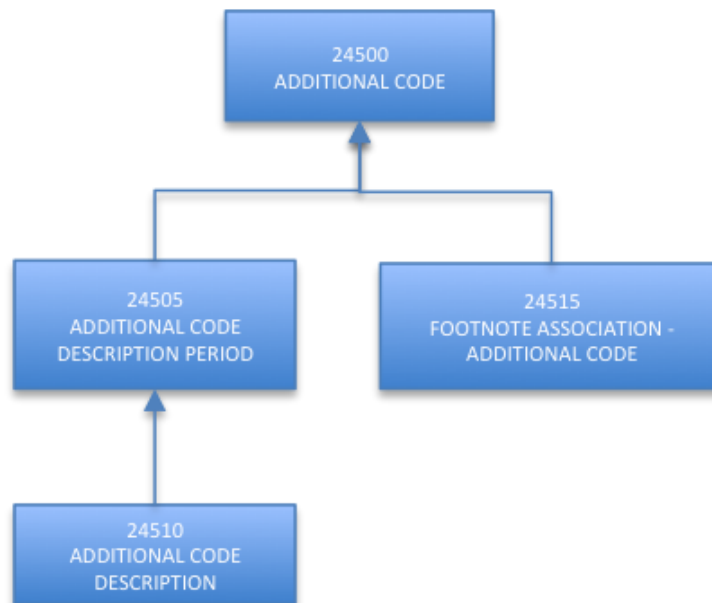 24500
ADDITIONAL CODE
24505
ADDITIONAL CODE
DESCRIPTION PERIOD
24515
FOOTNOTE ASSOCIATION -
ADDITIONAL CODE
24510
ADDITIONAL CODE
DESCRIPTION